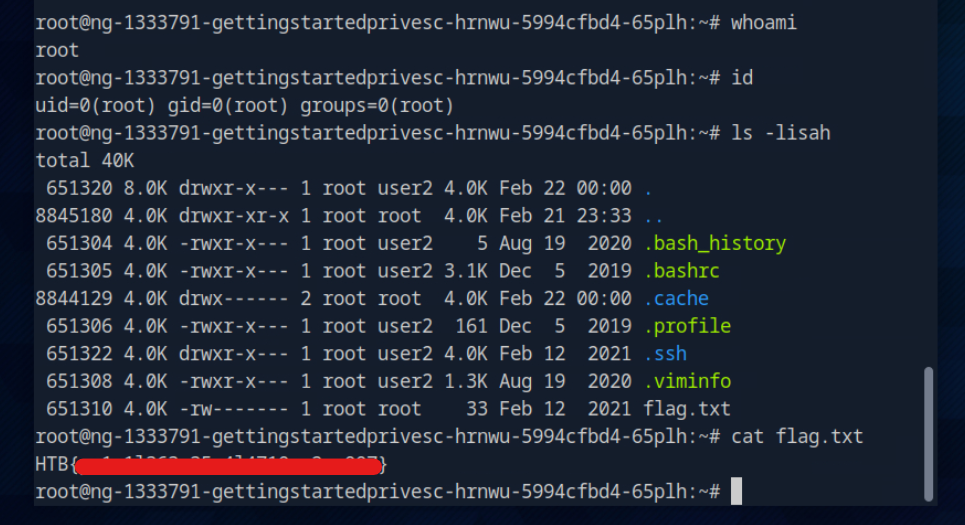 root@ng-1333791-gettingstartedprivesc-hrnwu-5994cfbd4-65plh:~# whoami
root
root@ng-1333791-gettingstartedprivesc-hrnwu-5994cfbd4-65plh:~# id
uid=0(root) gid=0(root) groups=0(root)
root@ng-1333791-gettingstartedprivesc-hrnwu-5994cfbd4-65plh:~# ls -lisah
total 40K
 651320 8.0K drwxr-x--- 1 root user2 4.0K Feb 22 00:00 .
8845180 4.0K drwxr-xr-x 1 root root  4.0K Feb 21 23:33 ..
 651304 4.0K -rwxr-x--- 1 root user2    5 Aug 19  2020 .bash_history
 651305 4.0K -rwxr-x--- 1 root user2 3.1K Dec  5  2019 .bashrc
8844129 4.0K drwx------ 2 root root  4.0K Feb 22 00:00 .cache
 651306 4.0K -rwxr-x--- 1 root user2  161 Dec  5  2019 .profile
 651322 4.0K drwxr-x--- 1 root user2 4.0K Feb 12  2021 .ssh
 651308 4.0K -rwxr-x--- 1 root user2 1.3K Aug 19  2020 .viminfo
 651310 4.0K -rw------- 1 root root    33 Feb 12  2021 flag.txt
root@ng-1333791-gettingstartedprivesc-hrnwu-5994cfbd4-65plh:~# cat flag.txt
HTB{ }
root@ng-1333791-gettingstartedprivesc-hrnwu-5994cfbd4-65plh:~#